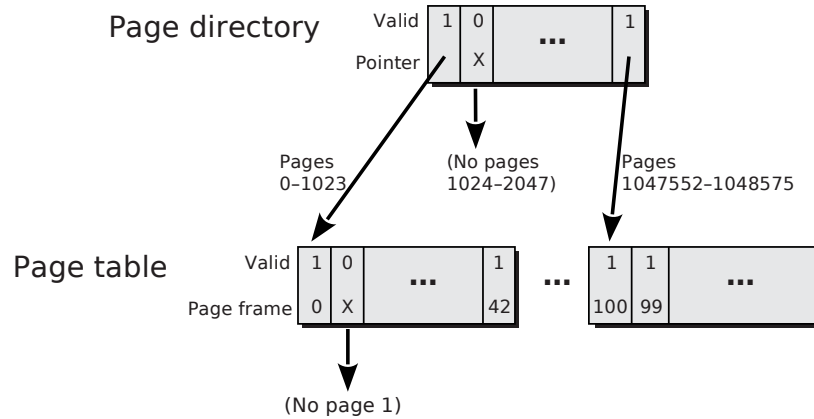 Page directory
Valid 1 0 ... 1
Pointer X
Pages
0–1023
(No pages
1024–2047)
Pages
1047552–1048575
Page table
Valid 1 0 ... 1 ... 1 1 ...
Page frame 0 X 42 100 99
(No page 1)